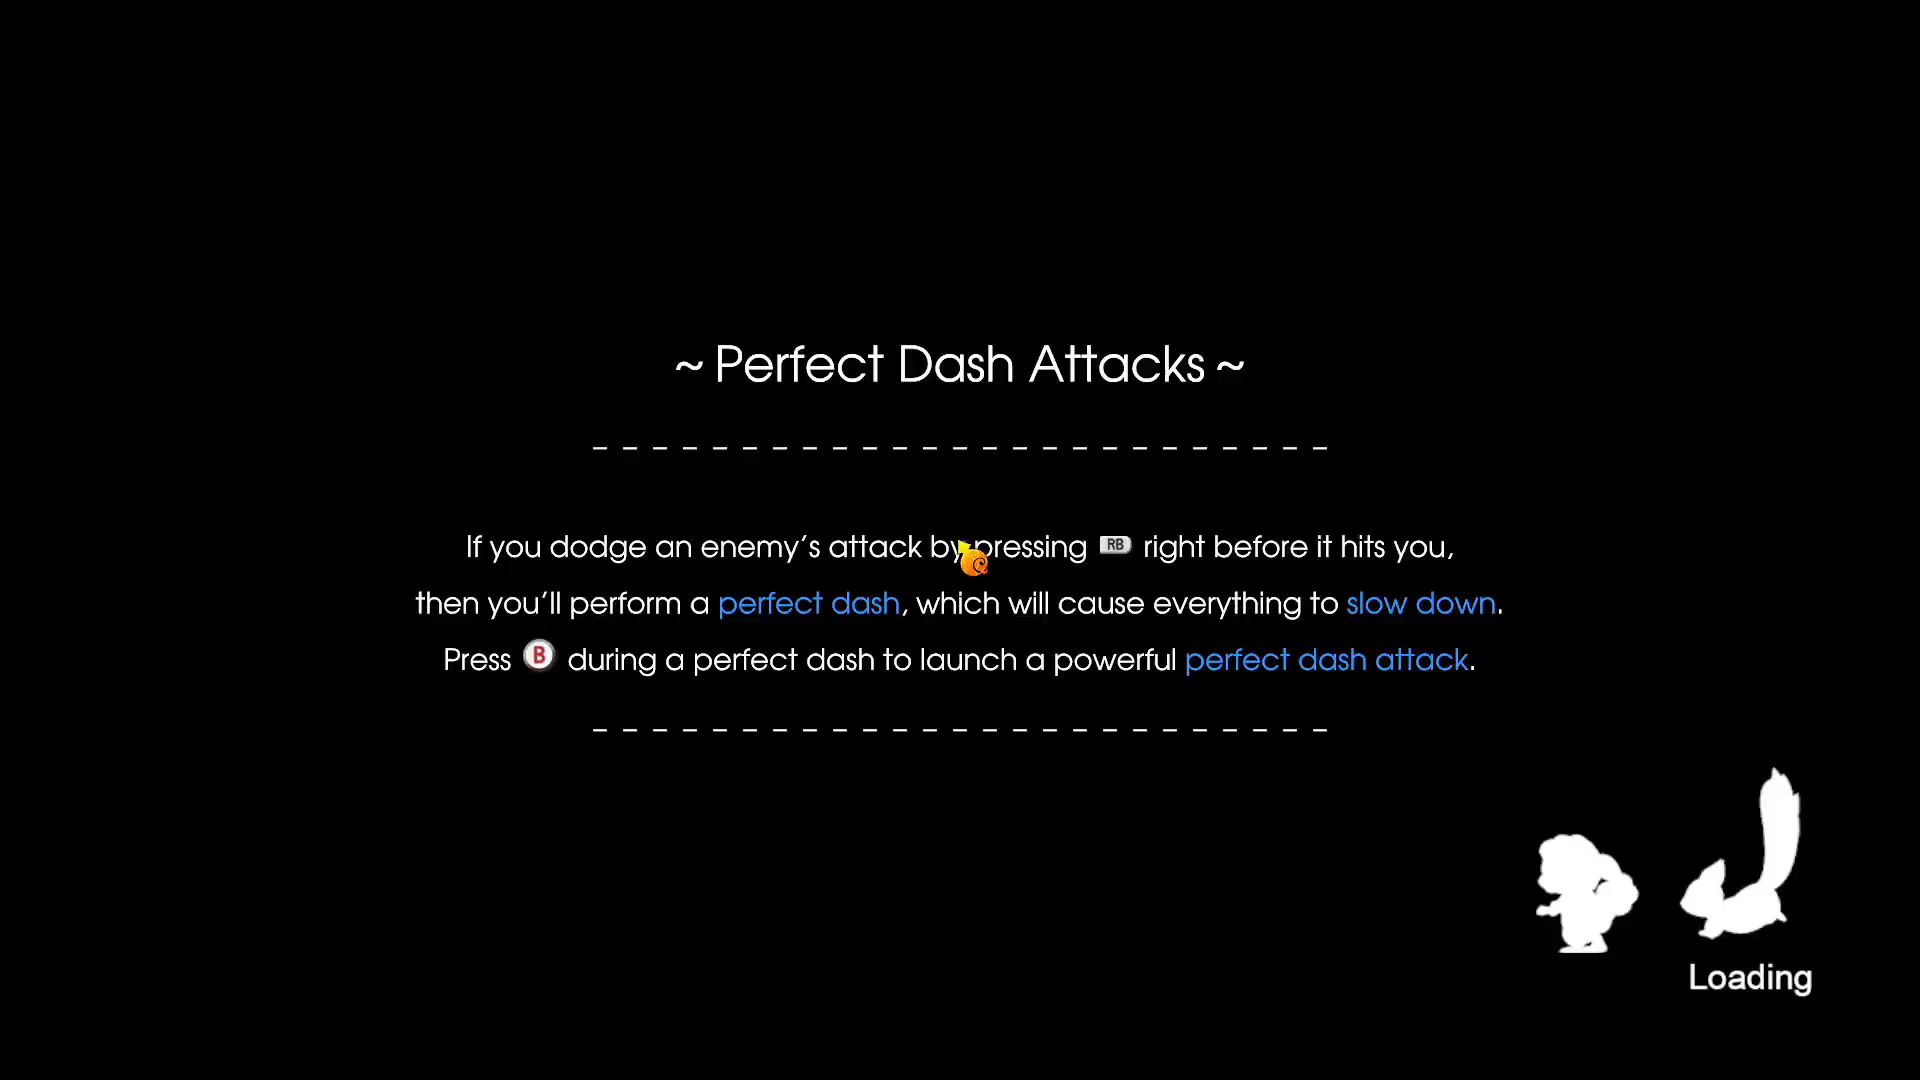 ~ Perfect Dash Attacks ~
If you dodge an enemy’s attack by pressing RB right before it hits you,
then you’ll perform a perfect dash, which will cause everything to slow down.
Press B during a perfect dash to launch a powerful perfect dash attack.
Loading